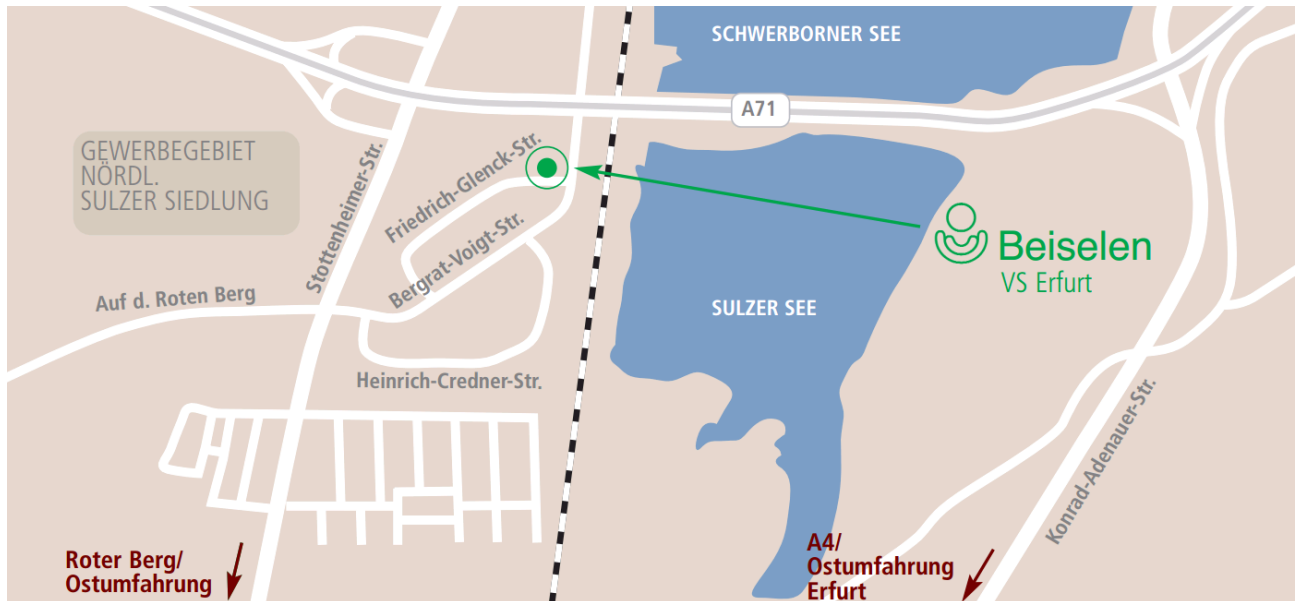 SCHWERBORNER SEE
A71
GEWERBEGEBIET
NÖRDL.
SULZER SIEDLUNG
Stottenheimer-Str.
Friedrich-Glenck-Str.
Bergrat-Voigt-Str.
Beiselen
VS Erfurt
Auf d. Roten Berg
SULZER SEE
Heinrich-Credner-Str.
Konrad-Adenauer-Str.
Roter Berg/
Ostumfahrung
A4/
Ostumfahrung
Erfurt